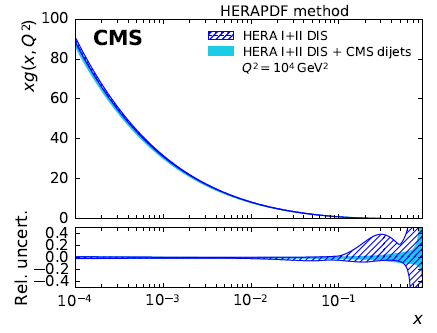 HERAPDF method
CMS
HERA I+II DIS
HERA I+II DIS + CMS dijets
Q² = 10⁴ GeV²
xg(x, Q²)
100
80
60
40
20
0
Rel. uncert.
0.4
0.2
0.0
−0.2
−0.4
10⁻⁴
10⁻³
10⁻²
10⁻¹
x